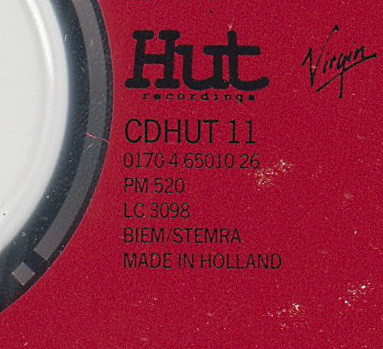 Hut
recordings
Virgin
CDHUT 11
0170 4 65010 26
PM 520
LC 3098
BIEM/STEMRA
MADE IN HOLLAND